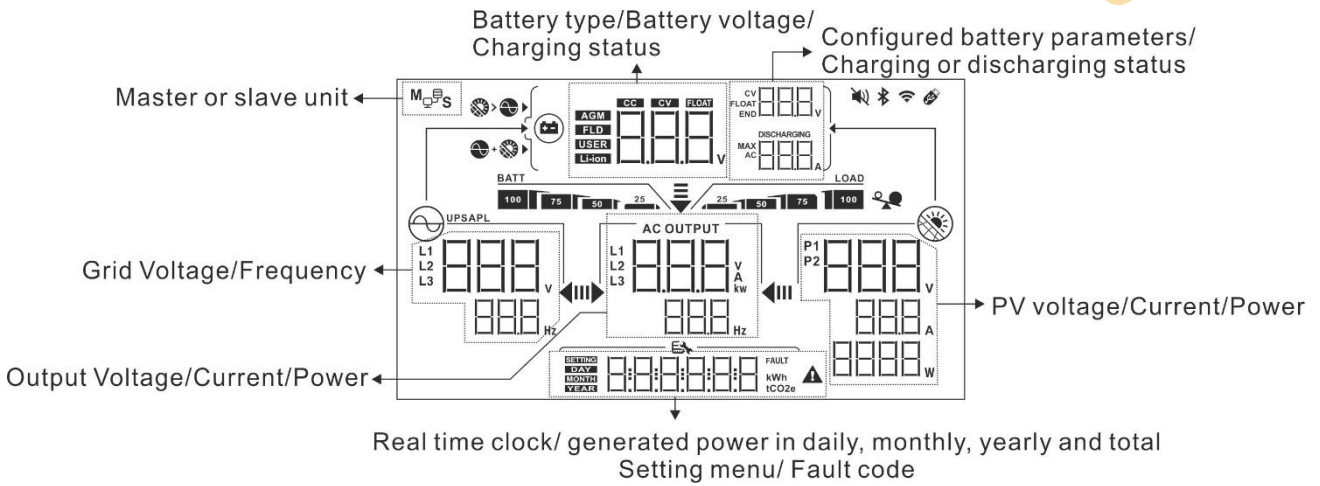 Battery type/Battery voltage/
Charging status
Configured battery parameters/
Charging or discharging status
Master or slave unit
M S
CC CV FLOAT
AGM
FLD
USER
Li-ion
V
CV
FLOAT
END
V
DISCHARGING
MAX
AC
A
BATT
LOAD
100 75 50 25
25 50 75 100
UPSAPL
AC OUTPUT
L1
L2
L3
V
Hz
L1
L2
L3
V
A
kw
Hz
P1
P2
V
A
W
Grid Voltage/Frequency
PV voltage/Current/Power
Output Voltage/Current/Power
SETTING
DAY
MONTH
YEAR
FAULT
kWh
tCO2e
Real time clock/ generated power in daily, monthly, yearly and total
Setting menu/ Fault code